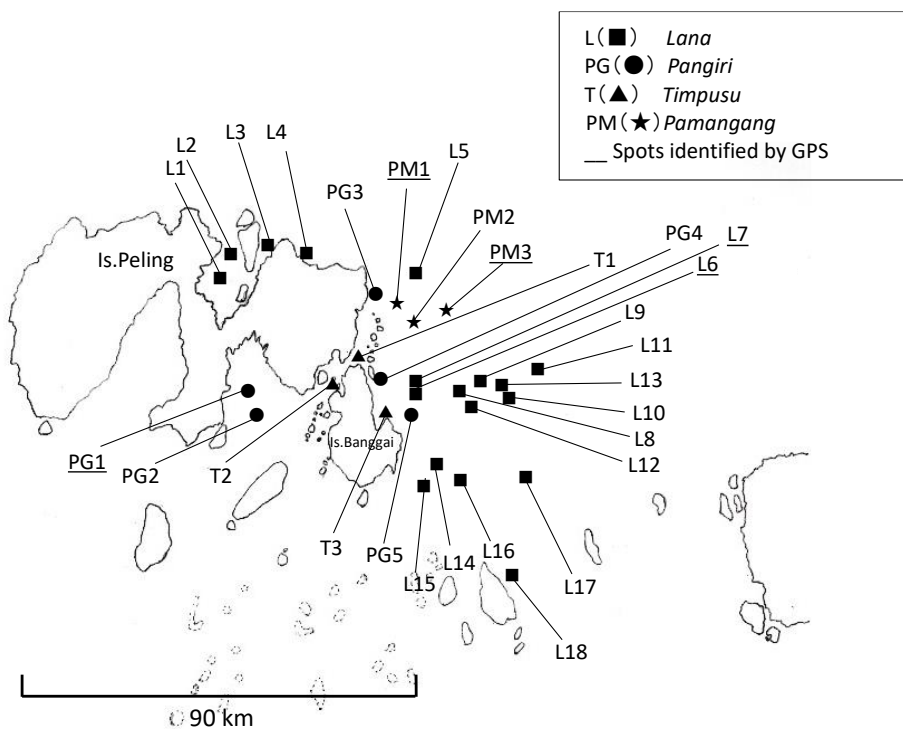 L(■) Lana
PG(●) Pangiri
T(▲) Timpusu
PM(★) Pamangang
__ Spots identified by GPS
L4
L3
L2
L1
PM1
L5
PG3
PM2
PG4
L7
PM3
T1
L6
Is.Peling
L9
L11
L13
L10
L8
L12
Is.Banggai
PG1
PG2
T2
T3
PG5
L15
L14
L16
L17
L18
90 km